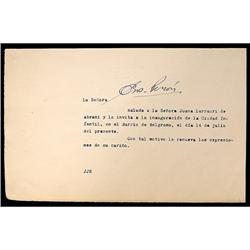 Eva Perón
La Señora
saluda a la Señora Juana Larrauri de
Abrami y la invita a la inauguración de la Ciudad In-
fantil, en el Barrio de Belgrano, el día 14 de julio
del presente.
Con tal motivo le renueva las expresiones
de su cariño.
JJB